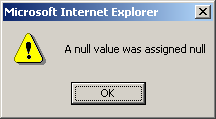 Microsoft Internet Explorer
A null value was assigned null
OK